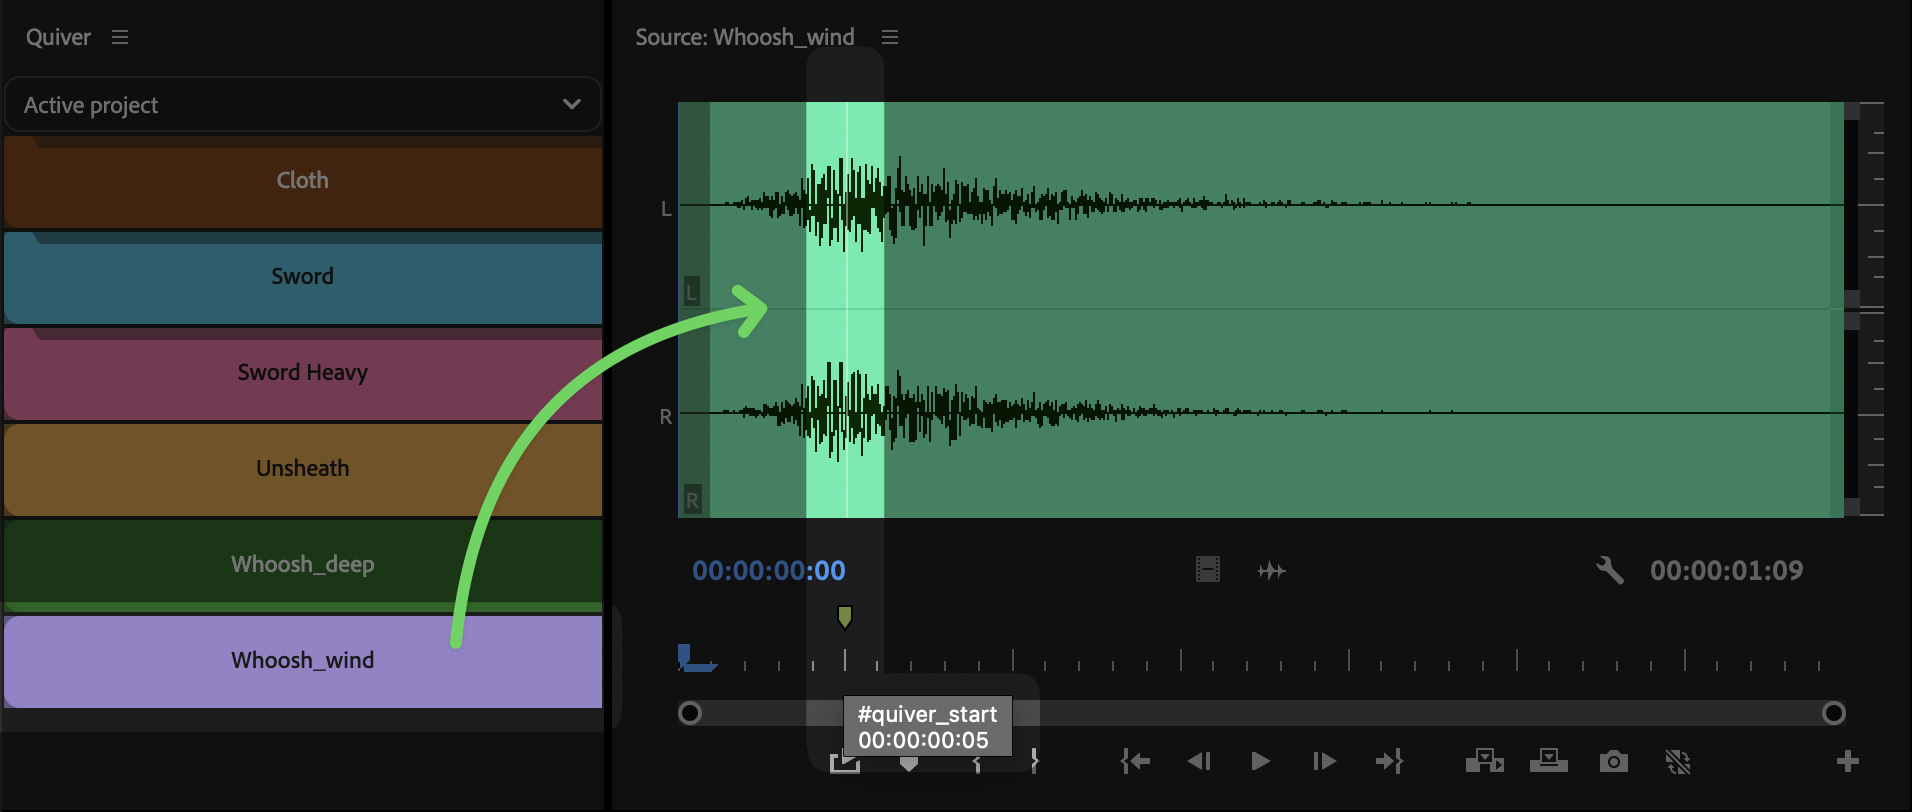 Quiver
Active project
Cloth
Sword
Sword Heavy
Unsheath
Whoosh_deep
Whoosh_wind
Source: Whoosh_wind
L
L
R
R
00:00:00:00
00:00:01:09
#quiver_start
00:00:00:05